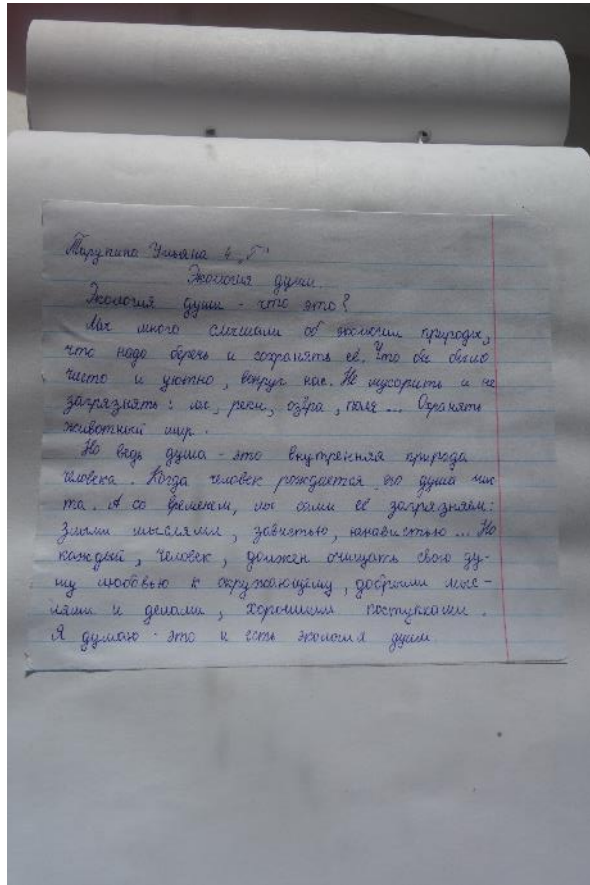 Тарупина Ульяна 4 „Г"
Экология души.
Экология души - что это?
Мы много слышали об экологии природы,
что надо беречь и сохранять её. Что бы было
чисто и уютно, вокруг нас. Не мусорить и не
загрязнять: лес, реки, озёра, поля... Охранять
животный мир.
Но ведь душа - это внутренняя природа
человека. Когда человек рождается его душа чис
та. А со временем, мы сами её загрязняем:
Злыми мыслями, завистью, ненавистью... Но
каждый, человек, должен очищать свою ду-
шу любовью к окружающему, добрыми мыс-
лями и делами, хорошими поступками.
Я думаю - это и есть экология души.